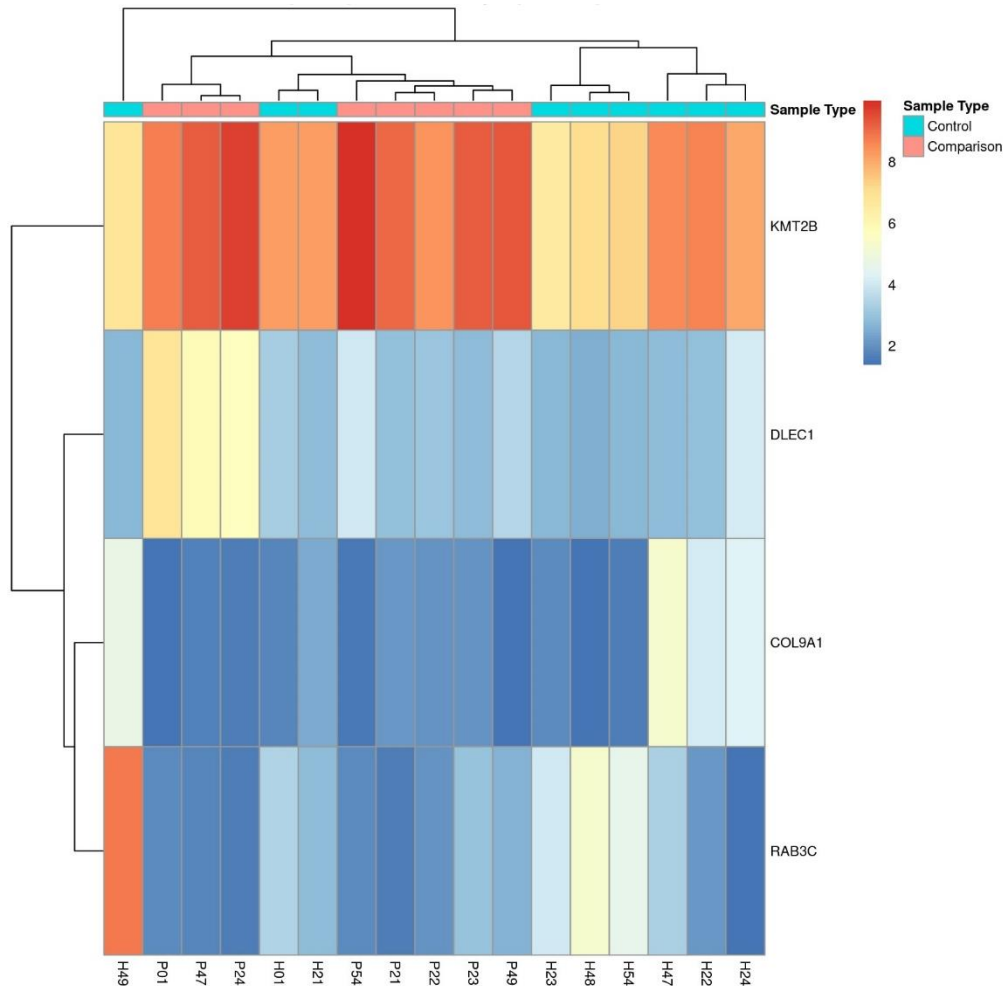 Sample Type
Sample Type
Control
Comparison
8
6
4
2
KMT2B
DLEC1
COL9A1
RAB3C
H49
P01
P47
P24
H01
H21
P54
P21
P22
P23
P49
H23
H48
H54
H47
H22
H24